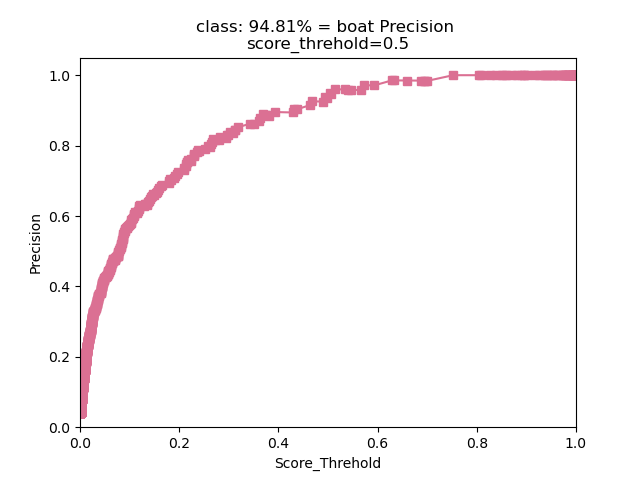 class: 94.81% = boat Precision
score_threhold=0.5
1.0
0.8
0.6
0.4
0.2
0.0
Precision
0.0 0.2 0.4 0.6 0.8 1.0
Score_Threhold